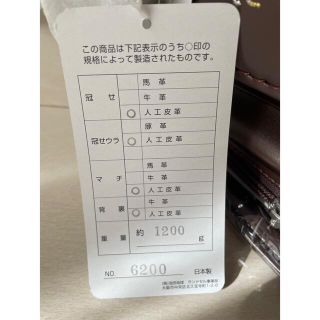 この商品は下記表示のうち○印の
規格によって製造されたものです。
冠せ
馬革
牛革
○ 人工皮革
冠せウラ
豚革
○ 人工皮革
マチ
馬革
牛革
○ 人工皮革
背裏
牛革
○ 人工皮革
重量 約 1200 g
NO. 6200 日本製